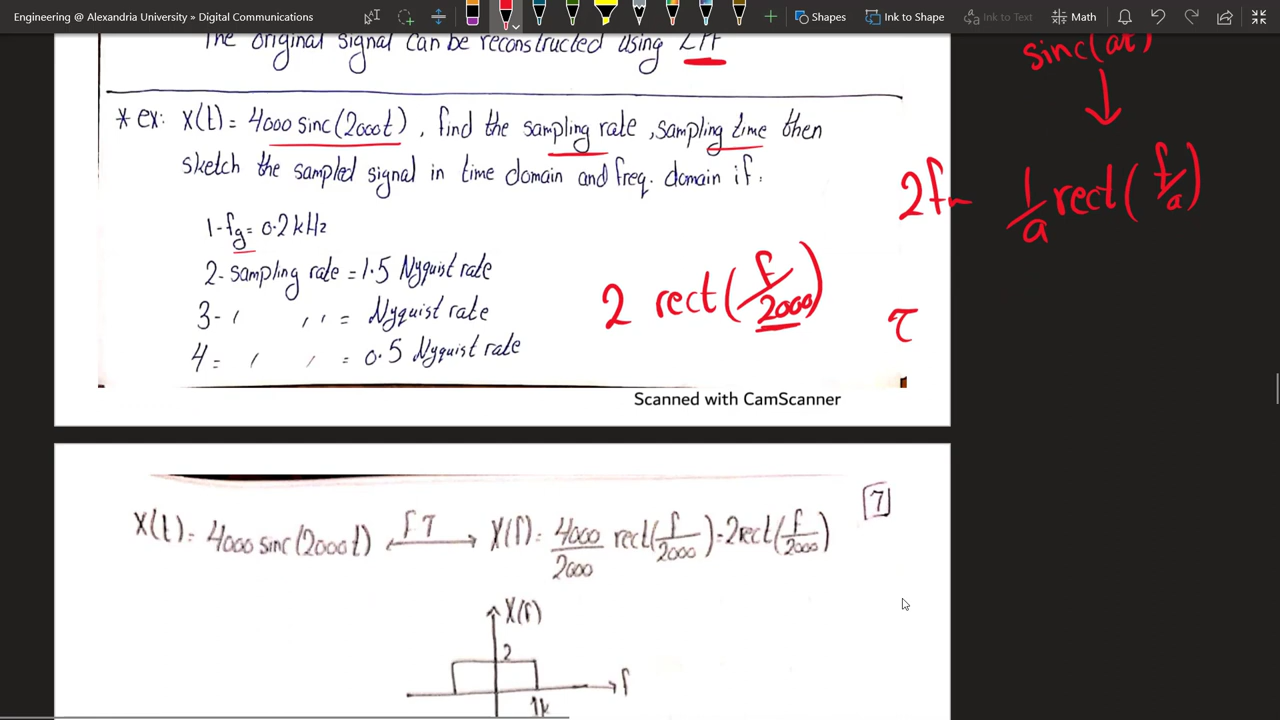 Engineering @ Alexandria University » Digital Communications
Shapes
Ink to Shape
Ink to Text
Math
The original signal can be reconstructed using LPF
sinc(at)
* ex: x(t) = 4000 sinc(2000t), find the sampling rate, sampling time then
sketch the sampled signal in time domain and freq. domain if:
1- fg = 0.2 kHz
2- sampling rate = 1.5 Nyquist rate
3- ′ ′ ′ = Nyquist rate
4 = ′ ′ = 0.5 Nyquist rate
2 rect(f/2000)
2fm
1/a rect(f/a)
τ
Scanned with CamScanner
7
X(t) = 4000 sinc(2000t) FT X(f) = 4000/2000 rect(f/2000) = 2rect(f/2000)
X(f)
2
f
1k